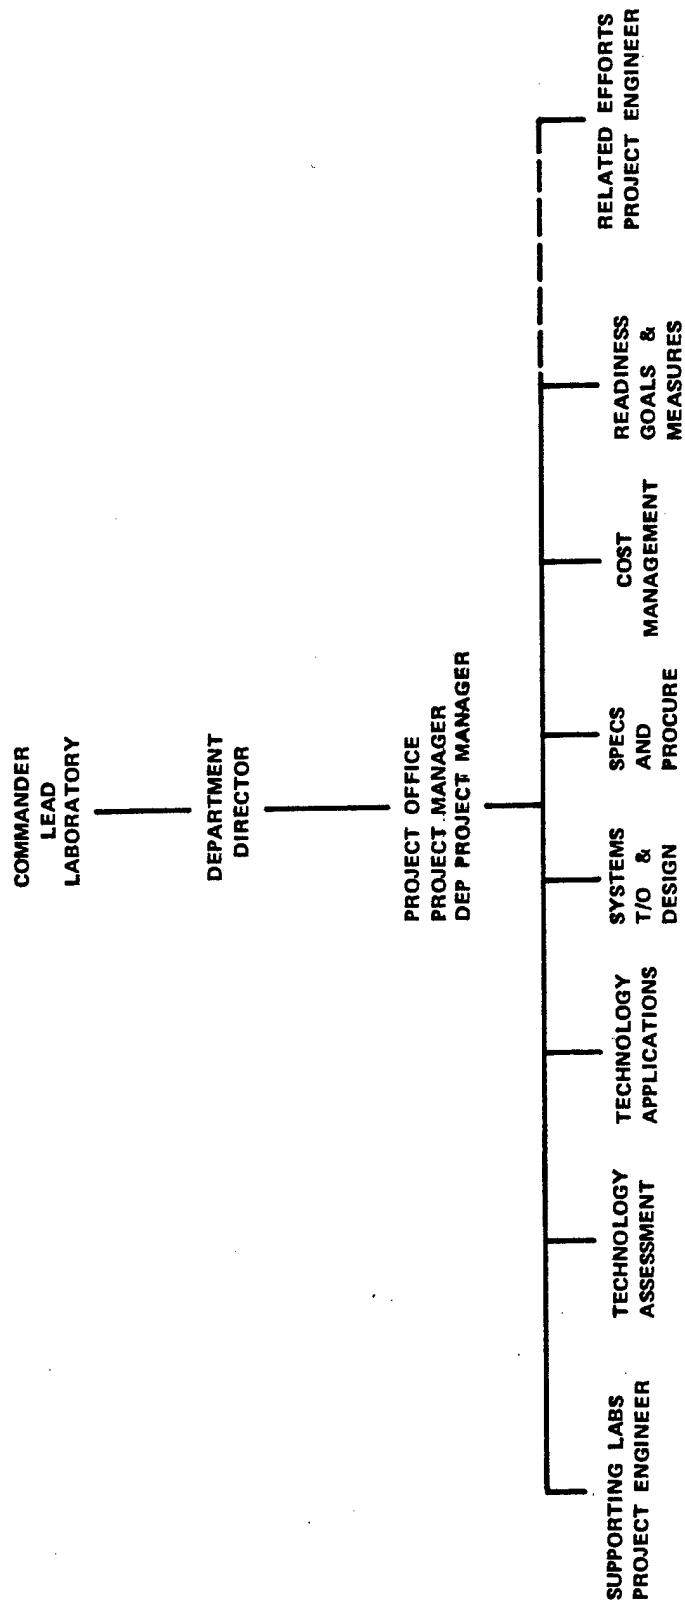 COMMANDER
LEAD
LABORATORY
DEPARTMENT
DIRECTOR
PROJECT OFFICE
PROJECT MANAGER
DEP PROJECT MANAGER
SUPPORTING LABS
PROJECT ENGINEER
TECHNOLOGY
ASSESSMENT
TECHNOLOGY
APPLICATIONS
SYSTEMS
T/O &
DESIGN
SPECS
AND
PROCURE
COST
MANAGEMENT
READINESS
GOALS &
MEASURES
RELATED EFFORTS
PROJECT ENGINEER